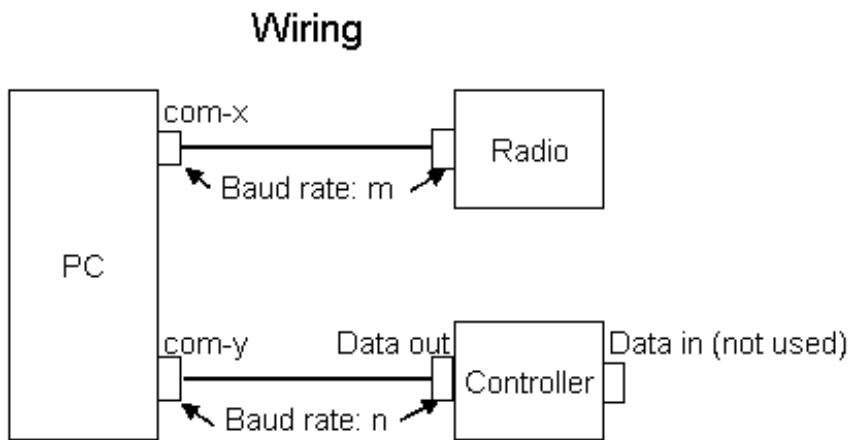 Wiring
com-x
Radio
Baud rate: m
PC
com-y
Data out
Data in (not used)
Controller
Baud rate: n